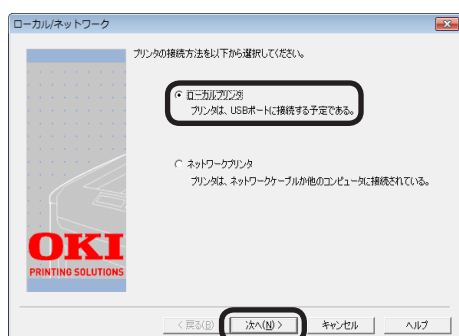 ローカル/ネットワーク
プリンタの接続方法を以下から選択してください。
ローカルプリンタ
プリンタは、USBポートに接続する予定である。
ネットワークプリンタ
プリンタは、ネットワークケーブルか他のコンピュータに接続されている。
OKI
PRINTING SOLUTIONS
< 戻る(B) 次へ(N) > キャンセル ヘルプ